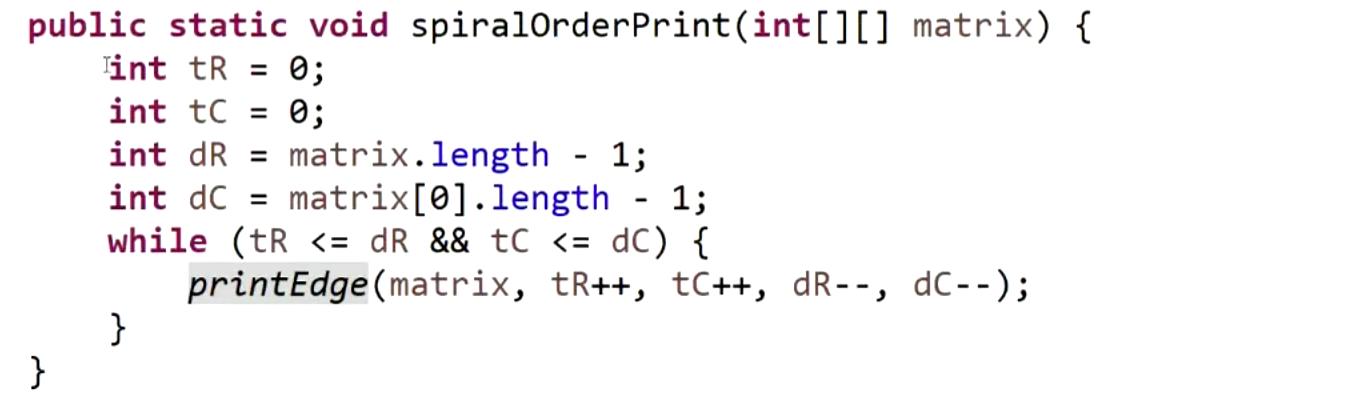 public static void spiralOrderPrint(int[][] matrix) {
int tR = 0;
int tC = 0;
int dR = matrix.length - 1;
int dC = matrix[0].length - 1;
while (tR <= dR && tC <= dC) {
printEdge(matrix, tR++, tC++, dR--, dC--);
}
}